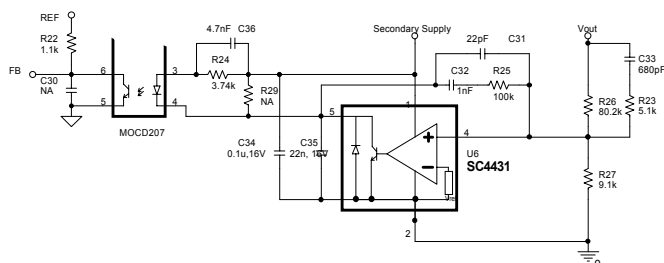 REF
R22
1.1k
FB
C30
NA
6
5
3
4
MOCD207
4.7nF C36
R24
3.74k
R29
NA
C34
0.1u,16V
C35
22n, 16V
Secondary Supply
22pF C31
C32
1nF
R25
100k
1
5
4
2
U6
SC4431
Vout
C33
680pF
R26
80.2k
R23
5.1k
R27
9.1k